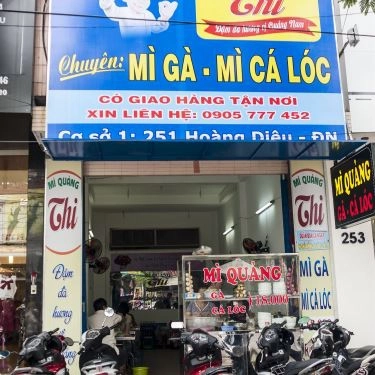 Thi
Đậm đà hương vị Quảng Nam
Chuyên: MÌ GÀ - MÌ CÁ LÓC
CÓ GIAO HÀNG TẬN NƠI
XIN LIÊN HỆ: 0905 777 452
Cơ sở 1: 251 Hoàng Diệu - ĐN
46
MÌ QUẢNG
Thi
Đậm
đà
hương
MÌ QUẢNG
GÀ
CÁ LÓC
Thi
MÌ GÀ
MÌ CÁ LÓC
MÌ QUẢNG
GÀ - CÁ LÓC
253